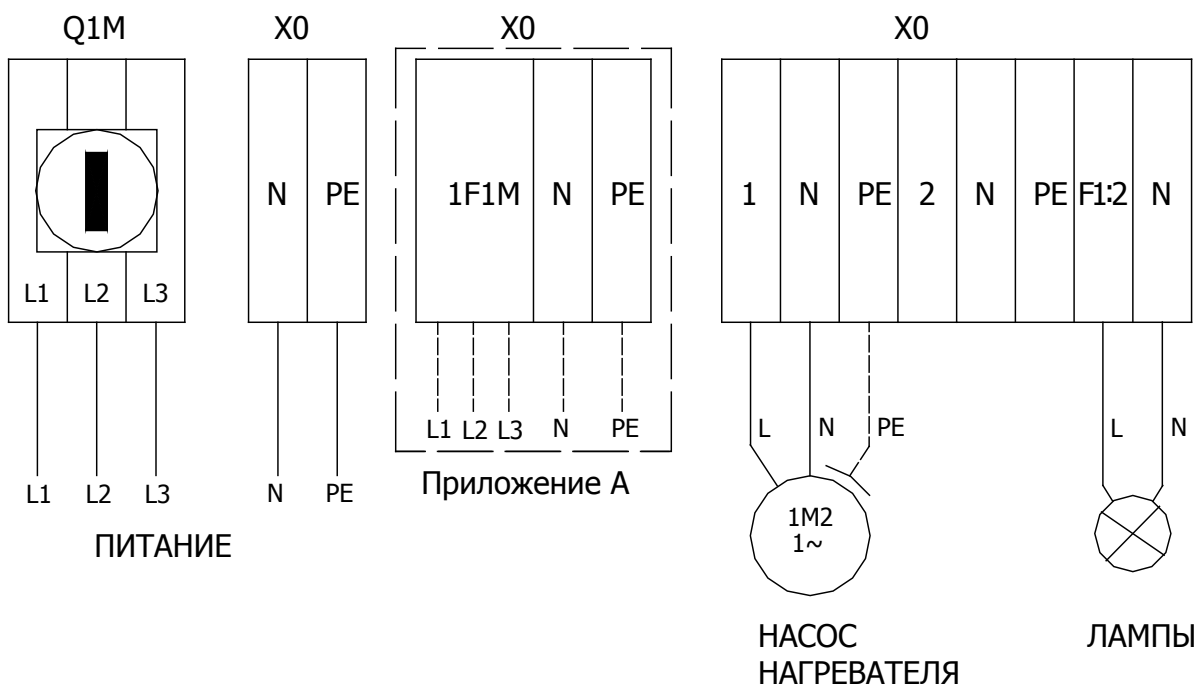 Q1M X0 X0 X0
N PE 1F1M N PE 1 N PE 2 N PE F1:2 N
L1 L2 L3
L1 L2 L3 N PE L N PE L N
Приложение А
L1 L2 L3 N PE
1M2
1~
ПИТАНИЕ
НАСОС
НАГРЕВАТЕЛЯ
ЛАМПЫ